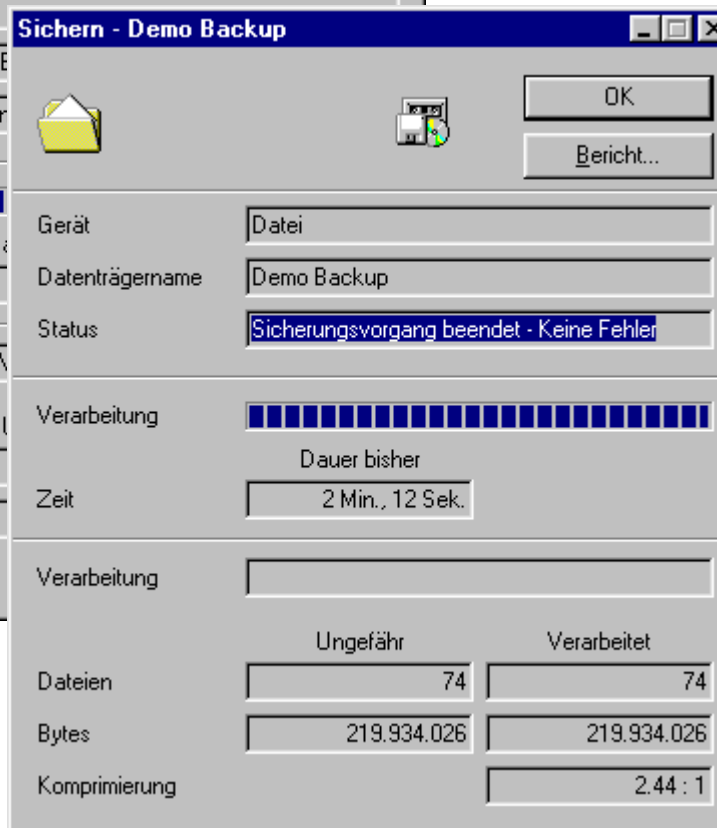 Sichern - Demo Backup
OK
Bericht...
Gerät Datei
Datenträgername Demo Backup
Status Sicherungsvorgang beendet - Keine Fehler
Verarbeitung
Dauer bisher
Zeit 2 Min., 12 Sek.
Verarbeitung
Ungefähr Verarbeitet
Dateien 74 74
Bytes 219.934.026 219.934.026
Komprimierung 2.44 : 1